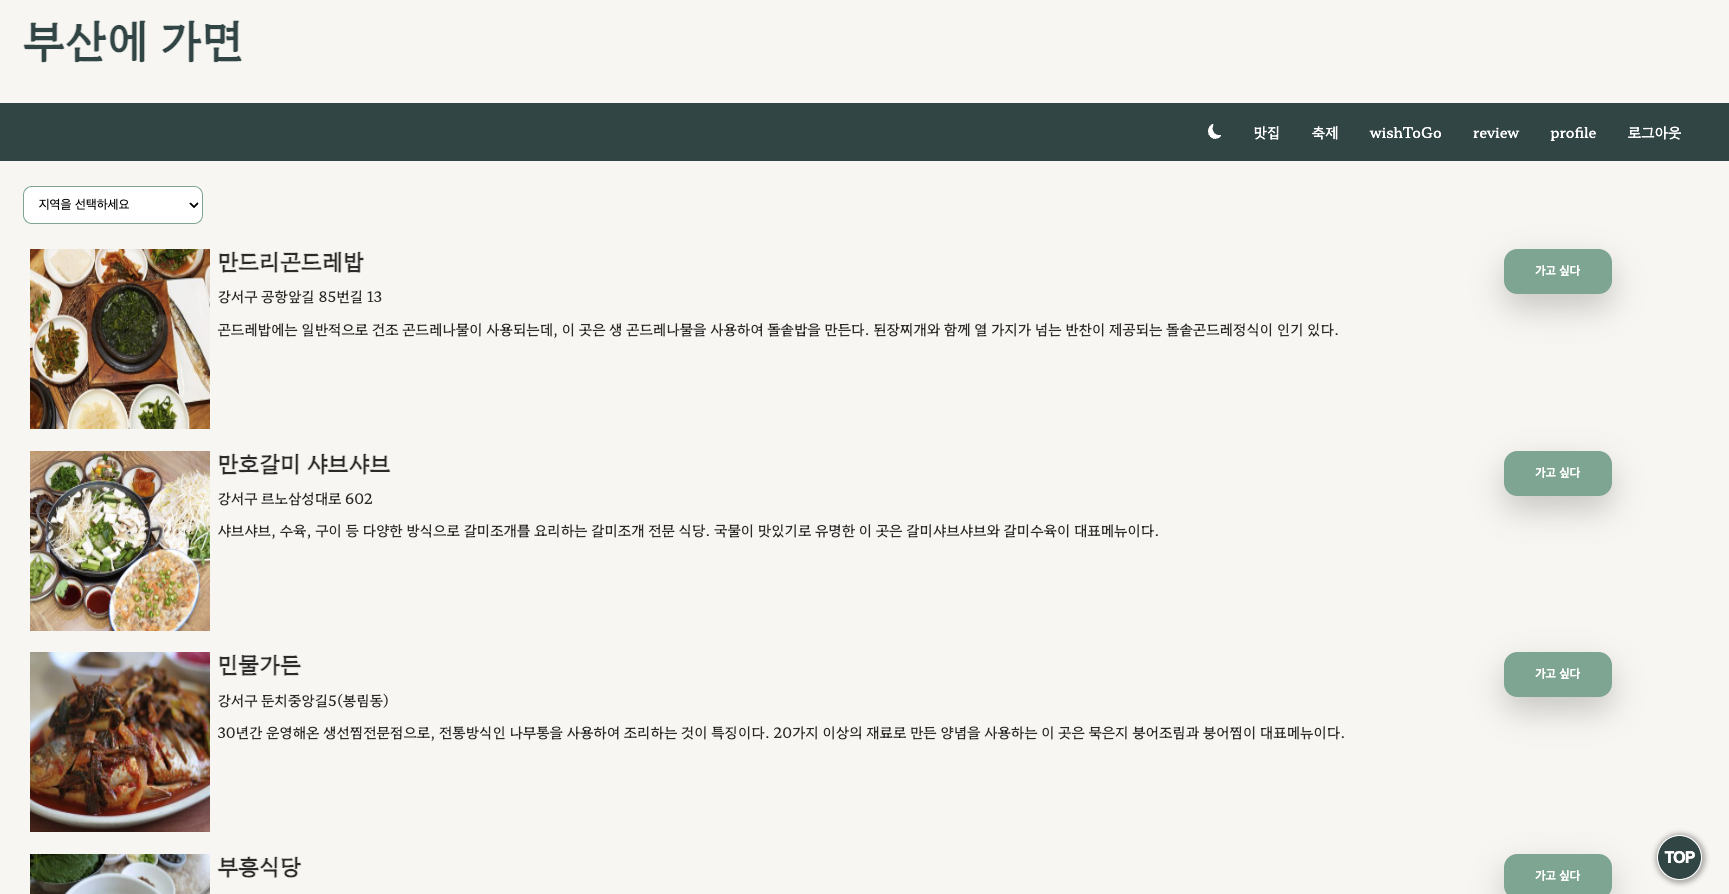 부산에 가면
맛집 축제 wishToGo review profile 로그아웃
지역을 선택하세요
만드리곤드레밥
가고 싶다
강서구 공항앞길 85번길 13
곤드레밥에는 일반적으로 건조 곤드레나물이 사용되는데, 이 곳은 생 곤드레나물을 사용하여 돌솥밥을 만든다. 된장찌개와 함께 열 가지가 넘는 반찬이 제공되는 돌솥곤드레정식이 인기 있다.
만호갈미 샤브샤브
가고 싶다
강서구 르노삼성대로 602
샤브샤브, 수육, 구이 등 다양한 방식으로 갈미조개를 요리하는 갈미조개 전문 식당. 국물이 맛있기로 유명한 이 곳은 갈미샤브샤브와 갈미수육이 대표메뉴이다.
민물가든
가고 싶다
강서구 둔치중앙길5(봉림동)
30년간 운영해온 생선찜전문점으로, 전통방식인 나무통을 사용하여 조리하는 것이 특징이다. 20가지 이상의 재료로 만든 양념을 사용하는 이 곳은 묵은지 붕어조림과 붕어찜이 대표메뉴이다.
부흥식당
가고 싶다
TOP